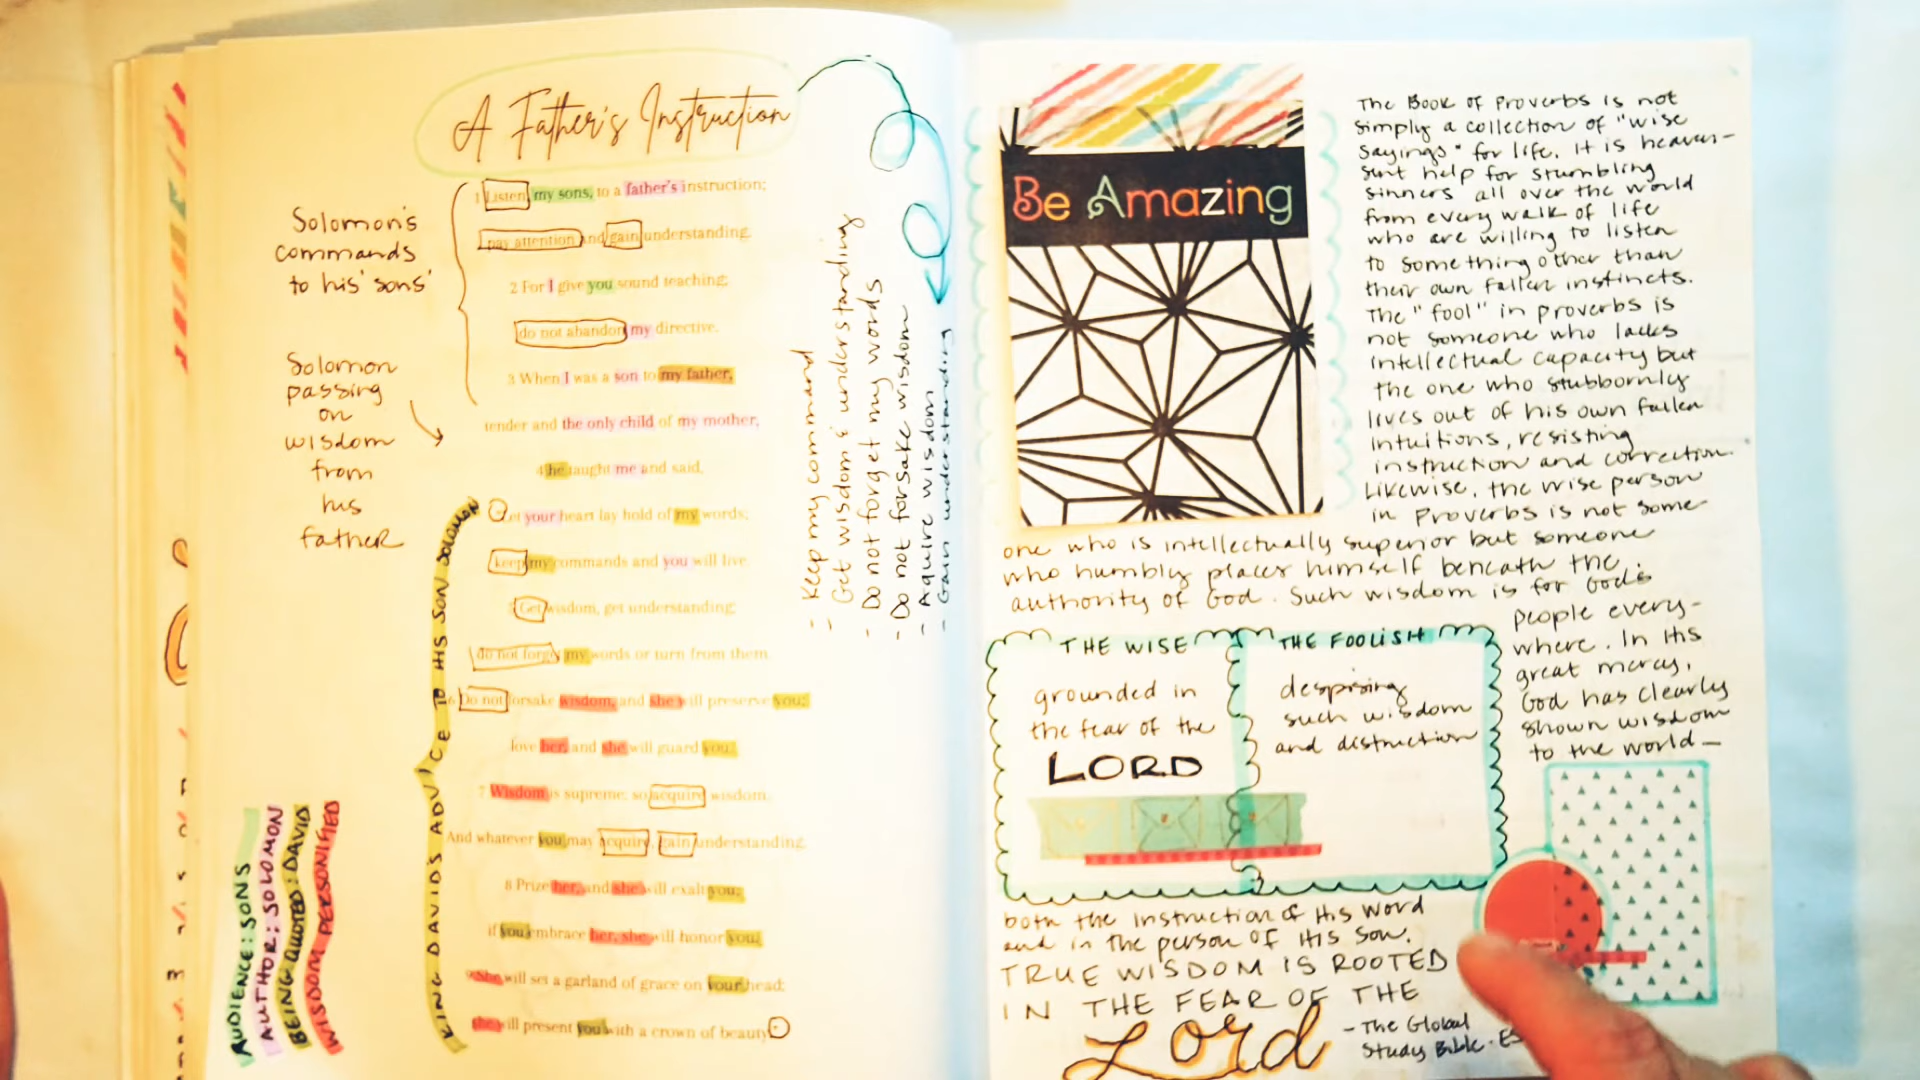 A Father's Instruction
1 Listen, my sons, to a father's instruction;
pay attention and gain understanding.
2 For I give you sound teaching;
do not abandon my directive.
3 When I was a son to my father,
tender and the only child of my mother,
4 he taught me and said,
Let your heart lay hold of my words;
keep my commands and you will live.
5 Get wisdom, get understanding;
do not forget my words or turn from them.
6 Do not forsake wisdom, and she will preserve you;
love her, and she will guard you.
7 Wisdom is supreme; so acquire wisdom.
And whatever you may acquire, gain understanding.
8 Prize her, and she will exalt you;
if you embrace her, she will honor you.
9 She will set a garland of grace on your head;
she will present you with a crown of beauty.
Solomon's
commands
to his 'sons'
Solomon
passing
on
wisdom
from
his
father
KING DAVIDS ADVICE TO HIS SON SOLOMON
AUDIENCE: SONS
AUTHOR: SOLOMON
BEING QUOTED: DAVID
WISDOM PERSONIFIED
- Keep my command
- Get wisdom & understanding
- Do not forget my words
- Do not forsake wisdom
- Aquire wisdom
- Gain understanding
Be Amazing
The Book of Proverbs is not
simply a collection of "wise
sayings" for life. It is heaven-
sent help for stumbling
sinners all over the world
from every walk of life
who are willing to listen
to something other than
their own fallen instincts.
The "fool" in proverbs is
not someone who lacks
intellectual capacity but
the one who stubbornly
lives out of his own fallen
intuitions, resisting
instruction and correction.
Likewise, the wise person
in Proverbs is not some
one who is intellectually superior but someone
who humbly places himself beneath the
authority of God. Such wisdom is for God's
people every-
where. In His
great mercy,
God has clearly
shown wisdom
to the world—
THE WISE
grounded in
the fear of the
LORD
THE FOOLISH
despising
such wisdom
and distruction
both the instruction of His word
and in the person of His Son.
TRUE WISDOM IS ROOTED
IN THE FEAR OF THE
Lord
- The Global
Study Bible.